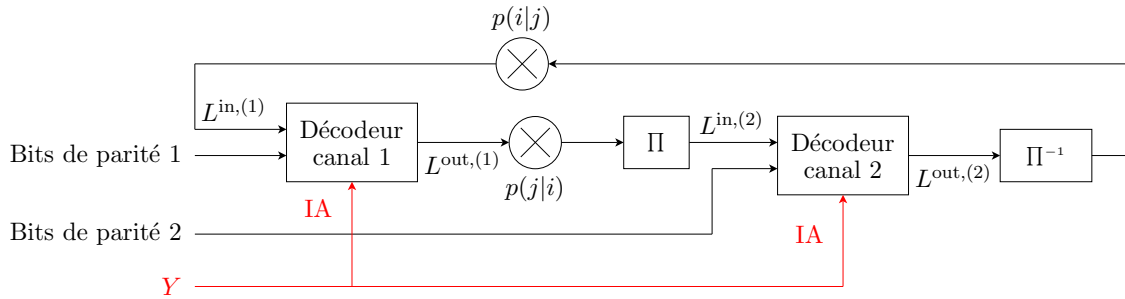 p(i|j)
L^{in,(1)}
Décodeur
canal 1
L^{out,(1)}
p(j|i)
Π
L^{in,(2)}
Décodeur
canal 2
L^{out,(2)}
Π^{-1}
Bits de parité 1
IA
Bits de parité 2
IA
Y